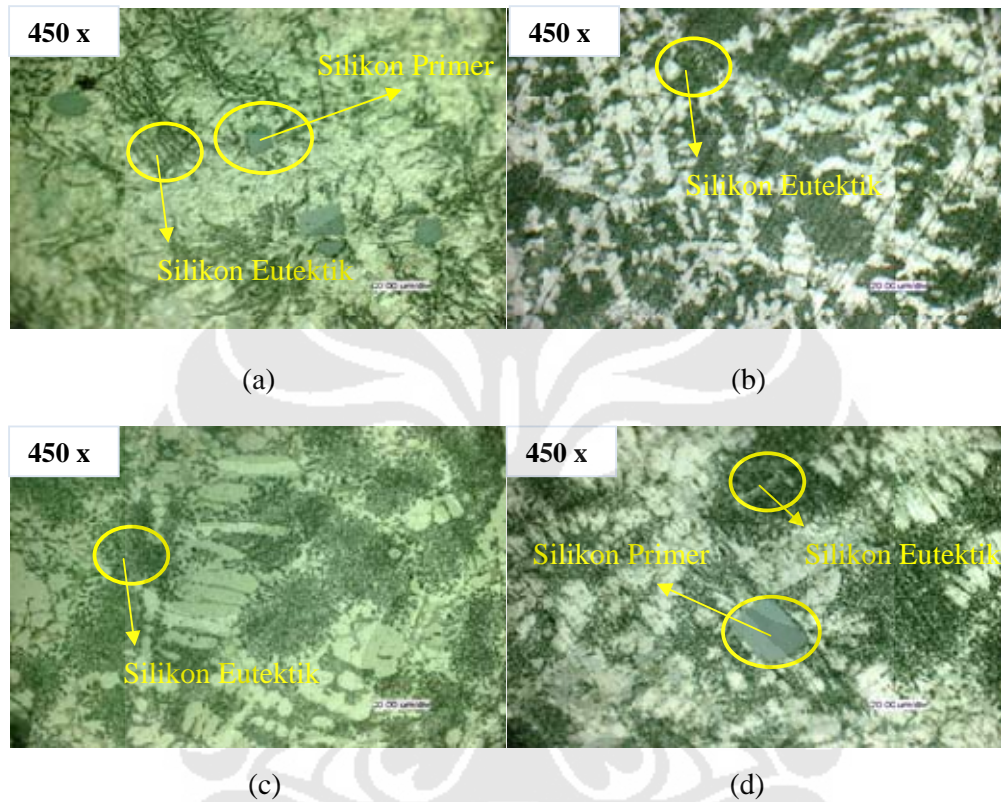 450 x
Silikon Primer
Silikon Eutektik
(a)
450 x
Silikon Eutektik
(b)
450 x
Silikon Eutektik
(c)
450 x
Silikon Primer
Silikon Eutektik
(d)